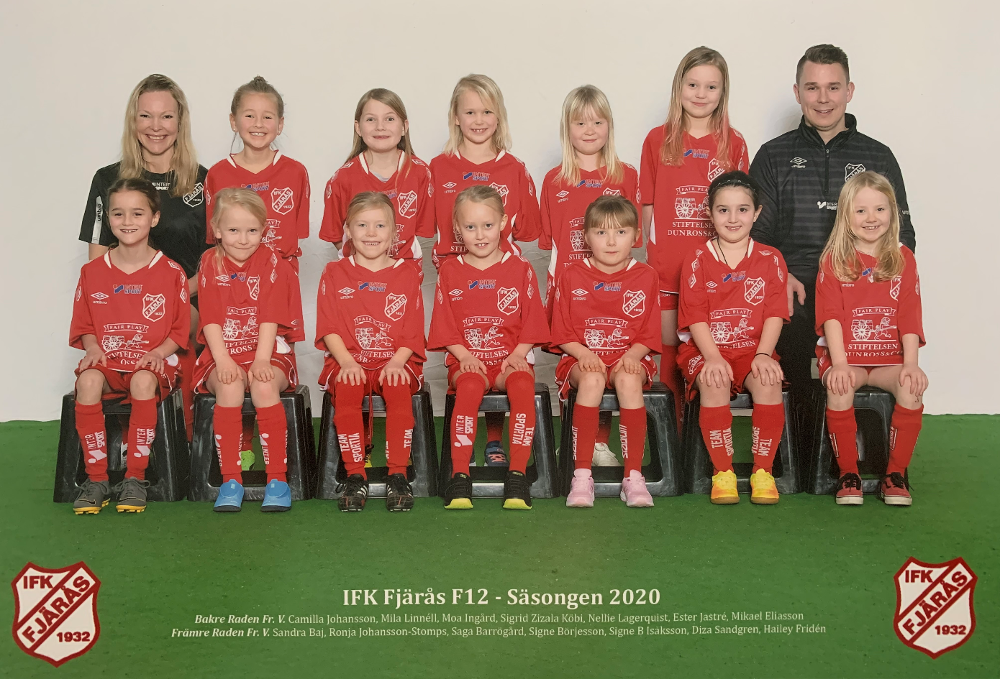 IFK Fjärås F12 - Säsongen 2020
Bakre Raden Fr. V. Camilla Johansson, Mila Linnéll, Moa Ingård, Sigrid Zizala Köbi, Nellie Lagerquist, Ester Jastré, Mikael Eliasson
Främre Raden Fr. V. Sandra Baj, Ronja Johansson-Stomps, Saga Barrögård, Signe Börjesson, Signe B Isaksson, Diza Sandgren, Hailey Fridén
IFK
FJÄRÅS
1932
IFK
FJÄRÅS
1932
umbro
INTER
SPORT
FAIR PLAY
STIFTELSEN
DUNROSS&CO
TEAM
SPORTIA